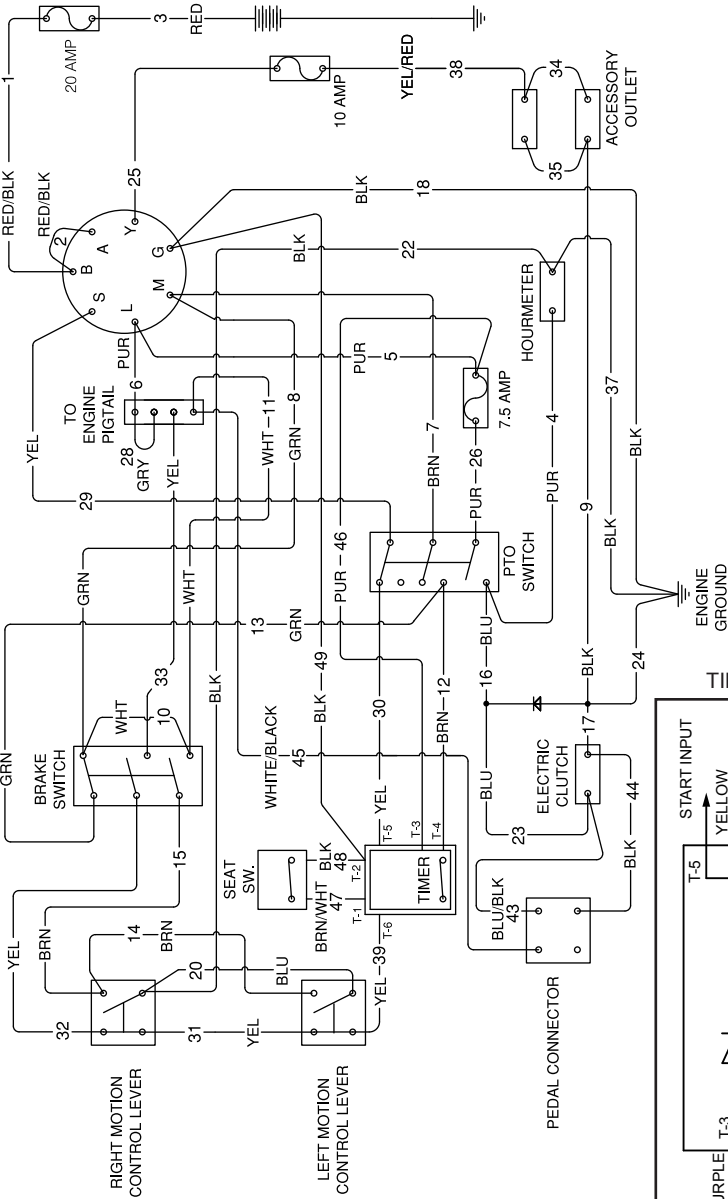 1
20 AMP
3
RED
RED/BLK
RED/BLK
2
A
B
S
L
M
G
Y
25
10 AMP
YEL/RED
38
34
35
ACCESSORY
OUTLET
BLK
18
BLK
22
HOURMETER
PUR
6
PUR
5
7.5 AMP
TO
ENGINE
PIGTAIL
28
GRY
YEL
WHT
11
GRN
8
BRN
7
PUR
26
PUR
4
37
BLK
BLK
9
YEL
29
PUR
46
PTO
SWITCH
GRN
WHT
13
GRN
ENGINE
GROUND
BLK
49
BLK
30
BRN
12
BLU
16
BLK
24
GRN
BRAKE
SWITCH
WHT
10
33
WHITE/BLACK
45
YEL
BLU
ELECTRIC
CLUTCH
17
23
44
BLK
15
SEAT
SW.
BLK
48
BRN/WHT
47
T-2
T-1
T-5
T-3
T-4
T-6
TIMER
BLU/BLK
43
YEL
BRN
14
BRN
20
BLU
YEL
39
32
31
YEL
RIGHT MOTION
CONTROL LEVER
LEFT MOTION
CONTROL LEVER
PEDAL CONNECTOR
TI
START INPUT
YELLOW
T-5
T-3
URPLE